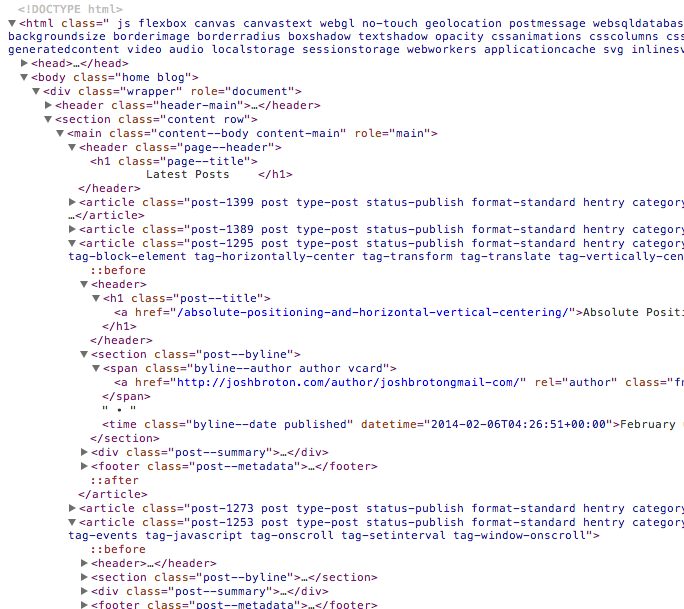 <!DOCTYPE html>
<html class=" js flexbox canvas canvastext webgl no-touch geolocation postmessage websqldatabas
backgroundsize borderimage borderradius boxshadow textshadow opacity cssanimations csscolumns css
generatedcontent video audio localstorage sessionstorage webworkers applicationcache svg inlinesv
<head>…</head>
<body class="home blog">
<div class="wrapper" role="document">
<header class="header-main">…</header>
<section class="content row">
<main class="content--body content-main" role="main">
<header class="page--header">
<h1 class="page--title">
Latest Posts </h1>
</header>
<article class="post-1399 post type-post status-publish format-standard hentry category
…</article>
<article class="post-1389 post type-post status-publish format-standard hentry category
<article class="post-1295 post type-post status-publish format-standard hentry category
tag-block-element tag-horizontally-center tag-transform tag-translate tag-vertically-cen
::before
<header>
<h1 class="post--title">
<a href="/absolute-positioning-and-horizontal-vertical-centering/">Absolute Positi
</h1>
</header>
<section class="post--byline">
<span class="byline--author author vcard">
<a href="http://joshbroton.com/author/joshbrotongmail-com/" rel="author" class="fn
</span>
" • "
<time class="byline--date published" datetime="2014-02-06T04:26:51+00:00">February
</section>
<div class="post--summary">…</div>
<footer class="post--metadata">…</footer>
::after
</article>
<article class="post-1273 post type-post status-publish format-standard hentry category
<article class="post-1253 post type-post status-publish format-standard hentry category
tag-events tag-javascript tag-onscroll tag-setinterval tag-window-onscroll">
::before
<header>…</header>
<section class="post--byline">…</section>
<div class="post--summary">…</div>
<footer class="post--metadata">…</footer>